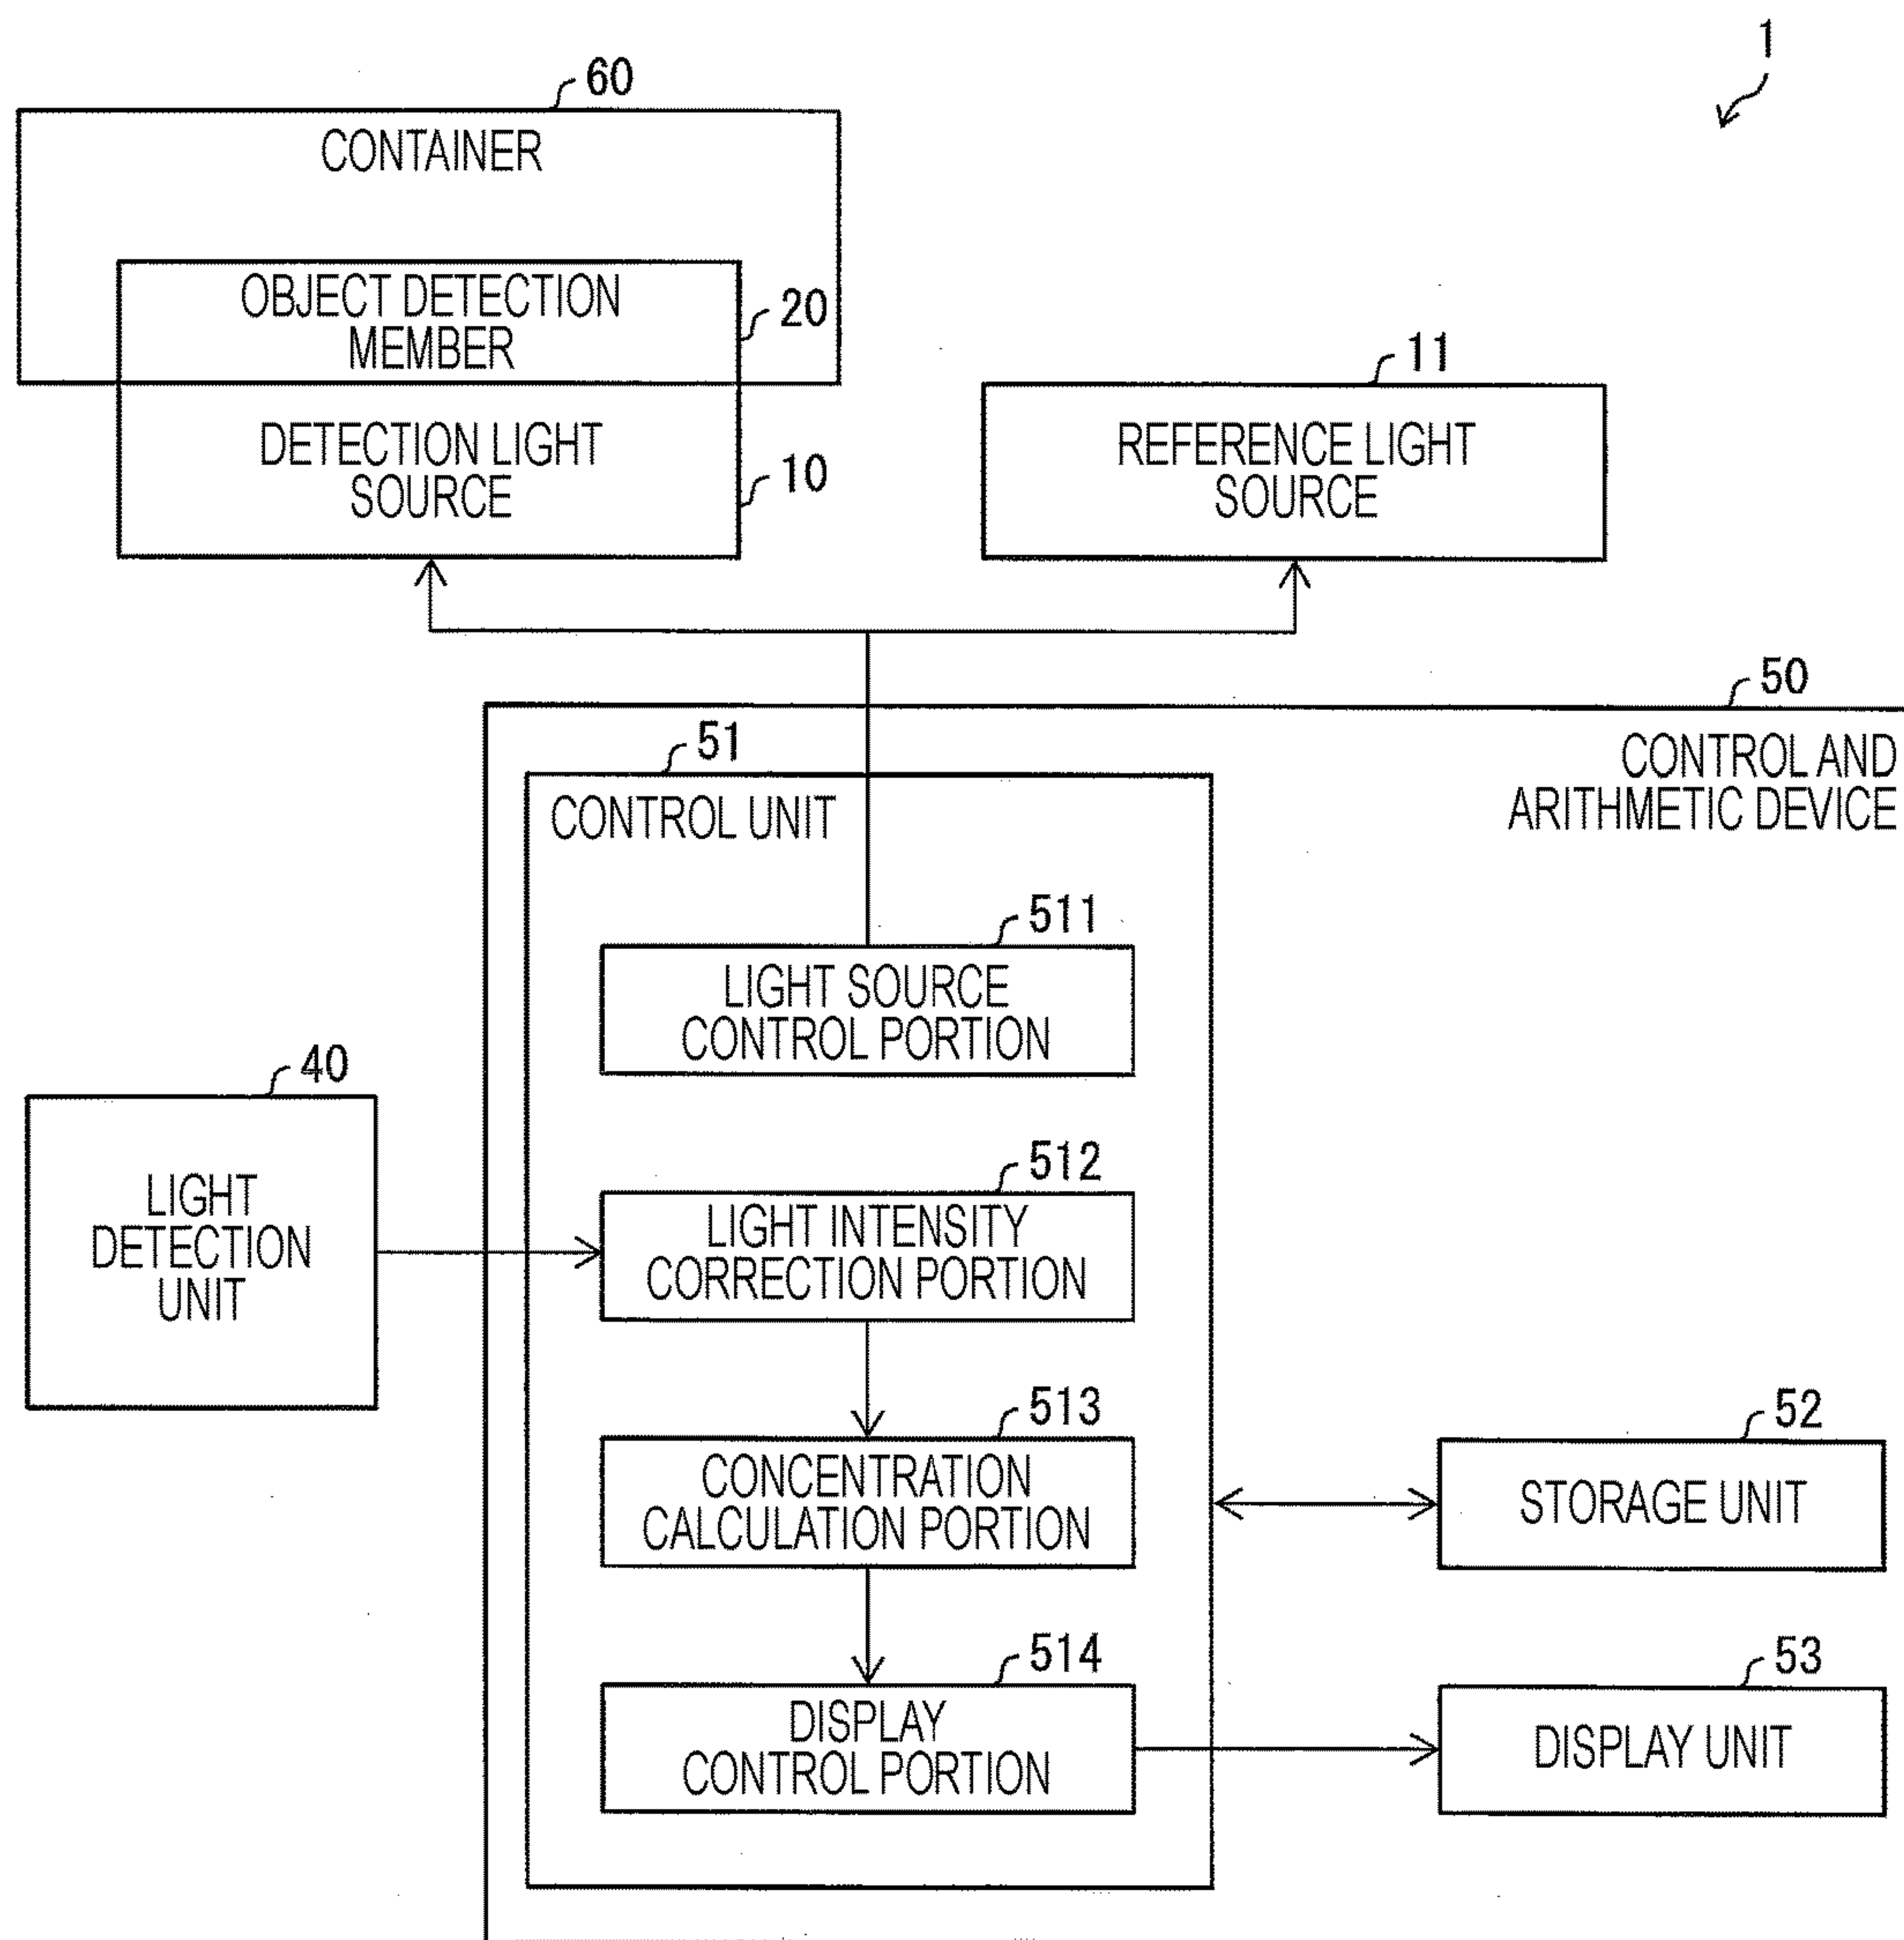 1
60
CONTAINER
OBJECT DETECTION
MEMBER
20
DETECTION LIGHT
SOURCE
10
11
REFERENCE LIGHT
SOURCE
50
CONTROL AND
ARITHMETIC DEVICE
51
CONTROL UNIT
511
LIGHT SOURCE
CONTROL PORTION
40
LIGHT
DETECTION
UNIT
512
LIGHT INTENSITY
CORRECTION PORTION
513
CONCENTRATION
CALCULATION PORTION
52
STORAGE UNIT
514
DISPLAY
CONTROL PORTION
53
DISPLAY UNIT